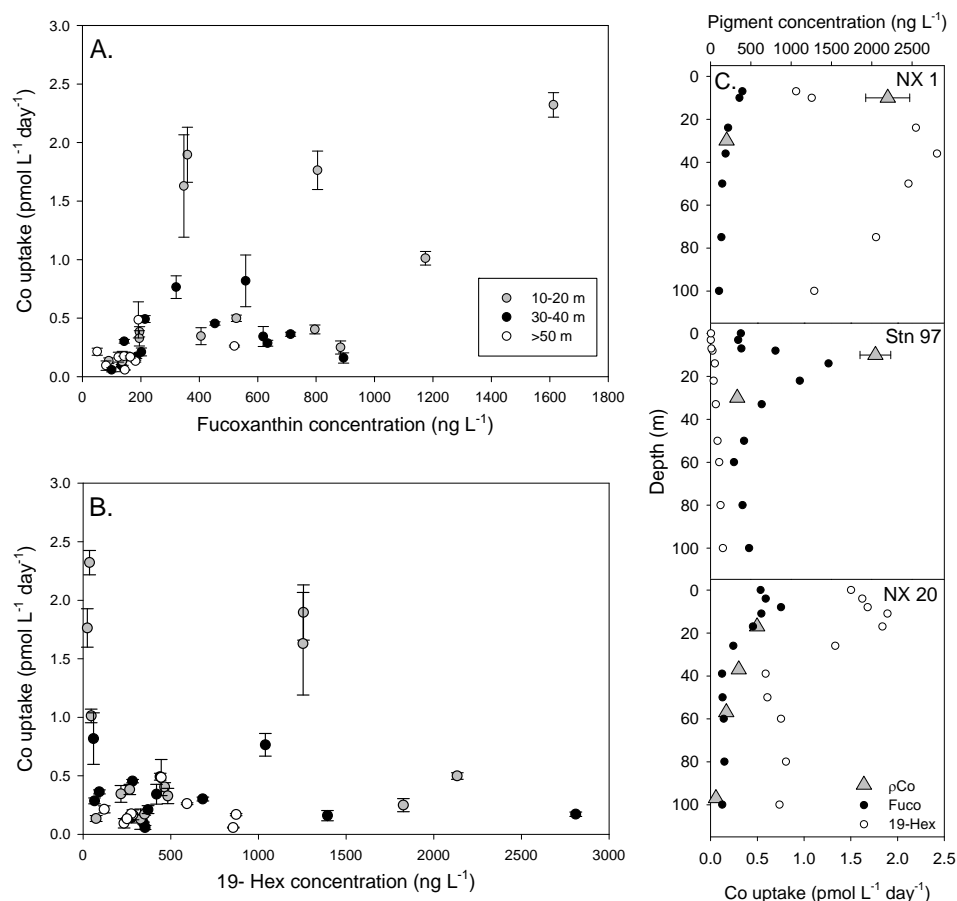 A.
3.0
2.5
2.0
1.5
1.0
0.5
0.0
Co uptake (pmol L⁻¹ day⁻¹)
10-20 m
30-40 m
>50 m
0 200 400 600 800 1000 1200 1400 1600 1800
Fucoxanthin concentration (ng L⁻¹)
B.
3.0
2.5
2.0
1.5
1.0
0.5
0.0
Co uptake (pmol L⁻¹ day⁻¹)
0 500 1000 1500 2000 2500 3000
19- Hex concentration (ng L⁻¹)
Pigment concentration (ng L⁻¹)
0 500 1000 1500 2000 2500
C.
NX 1
0
20
40
60
80
100
Stn 97
0
20
40
60
80
100
Depth (m)
NX 20
0
20
40
60
80
100
ρCo
Fuco
19-Hex
0.0 0.5 1.0 1.5 2.0 2.5
Co uptake (pmol L⁻¹ day⁻¹)